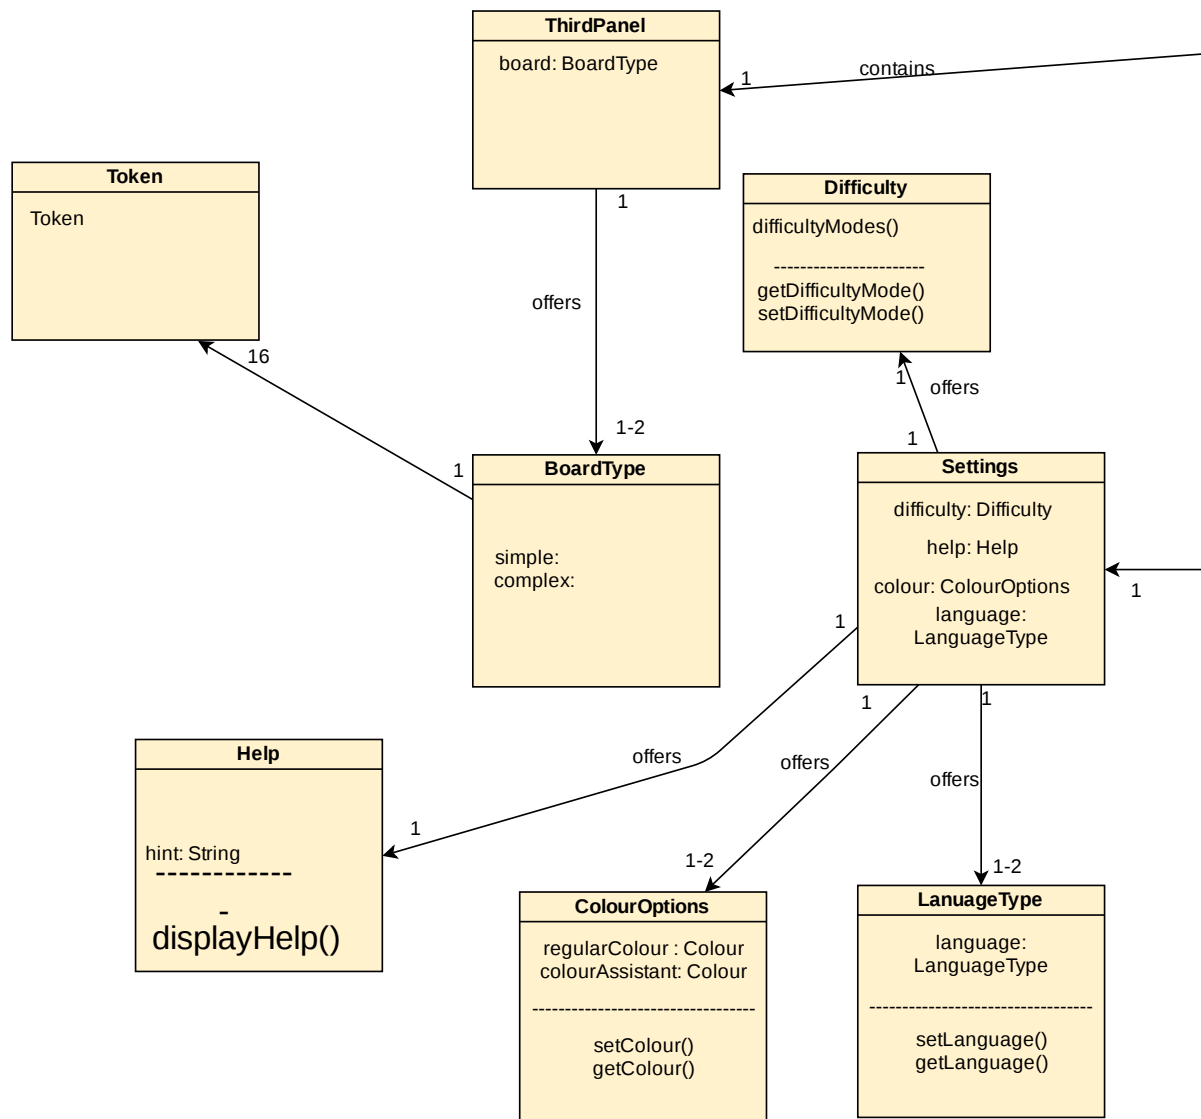 ThirdPanel
board: BoardType
1
contains
1
offers
1-2
Token
Token
16
1
Difficulty
difficultyModes()
-----------------------
getDifficultyMode()
setDifficultyMode()
1
offers
1
BoardType
simple:
complex:
Settings
difficulty: Difficulty
help: Help
colour: ColourOptions
language:
LanguageType
1
1
offers
1
1
offers
1-2
1
offers
1-2
Help
hint: String
------------
-
displayHelp()
ColourOptions
regularColour : Colour
colourAssistant: Colour
----------------------------------
setColour()
getColour()
LanuageType
language:
LanguageType
----------------------------------
setLanguage()
getLanguage()